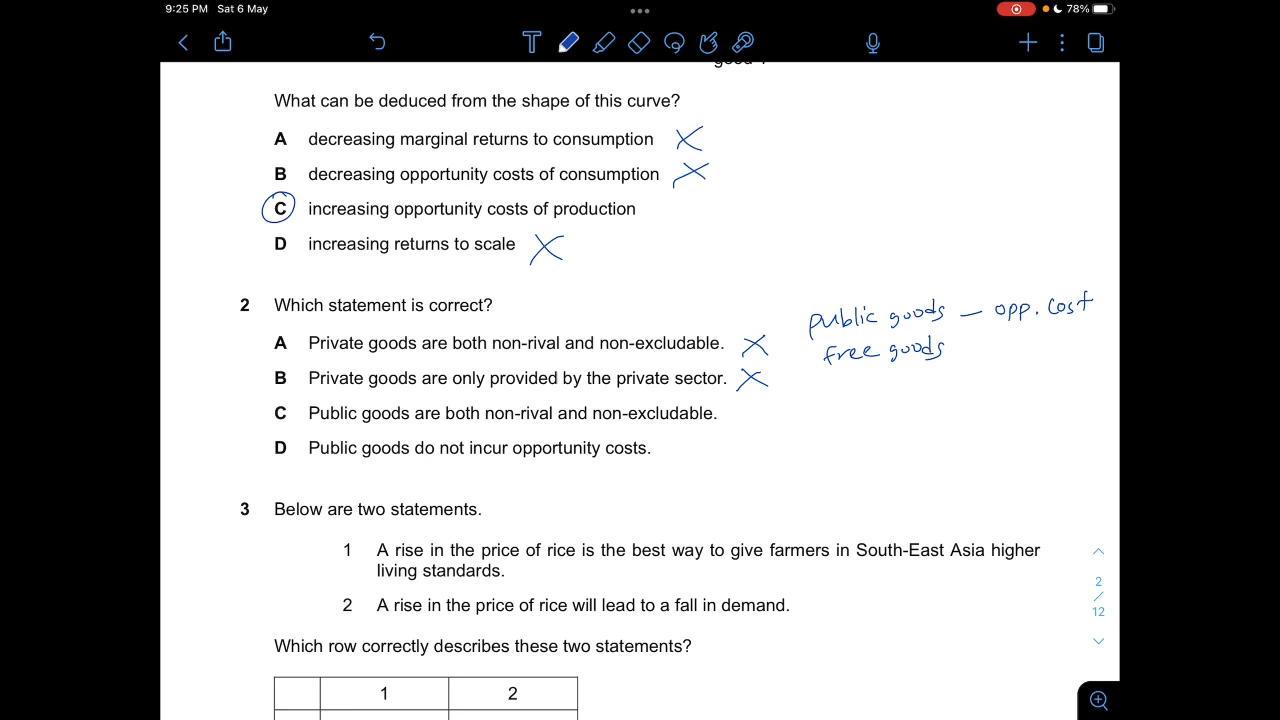 9:25 PM Sat 6 May
78%
What can be deduced from the shape of this curve?
A decreasing marginal returns to consumption
B decreasing opportunity costs of consumption
C increasing opportunity costs of production
D increasing returns to scale
2 Which statement is correct?
public goods — opp. cost
free goods
A Private goods are both non-rival and non-excludable.
B Private goods are only provided by the private sector.
C Public goods are both non-rival and non-excludable.
D Public goods do not incur opportunity costs.
3 Below are two statements.
1 A rise in the price of rice is the best way to give farmers in South-East Asia higher
living standards.
2 A rise in the price of rice will lead to a fall in demand.
2
/
12
Which row correctly describes these two statements?
1 2